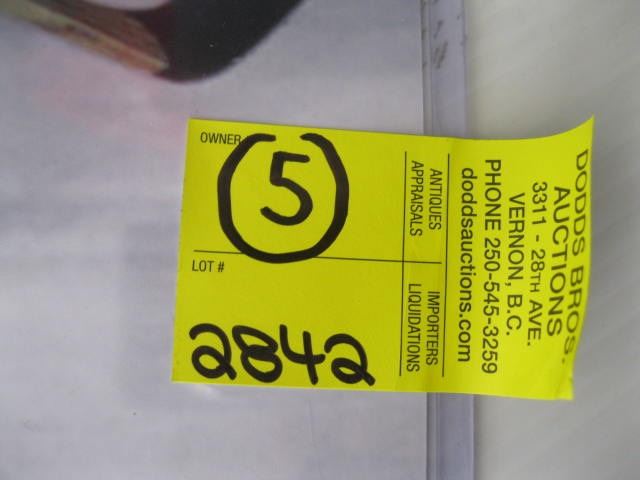 OWNER
5
LOT #
2842
ANTIQUES
APPRAISALS
IMPORTERS
LIQUIDATIONS
DODDS BROS.
AUCTIONS
3311 - 28TH AVE.
VERNON, B.C.
PHONE 250-545-3259
doddsauctions.com